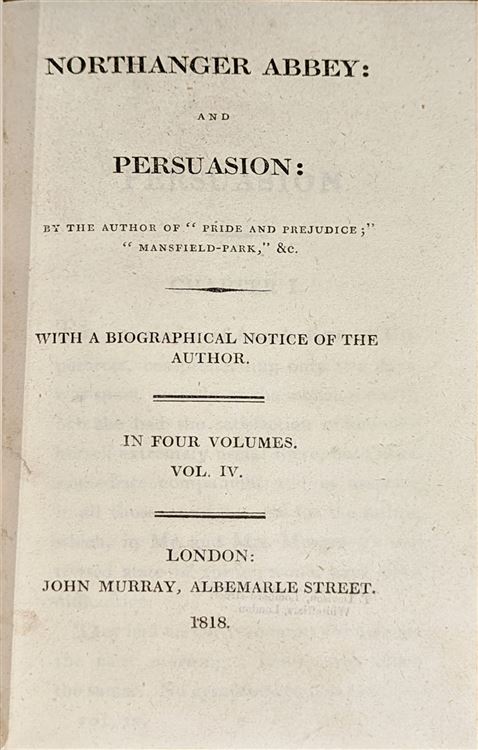 NORTHANGER ABBEY:
AND
PERSUASION:
BY THE AUTHOR OF “ PRIDE AND PREJUDICE;”
“ MANSFIELD-PARK,” &c.
WITH A BIOGRAPHICAL NOTICE OF THE
AUTHOR.
IN FOUR VOLUMES.
VOL. IV.
LONDON:
JOHN MURRAY, ALBEMARLE STREET.
1818.